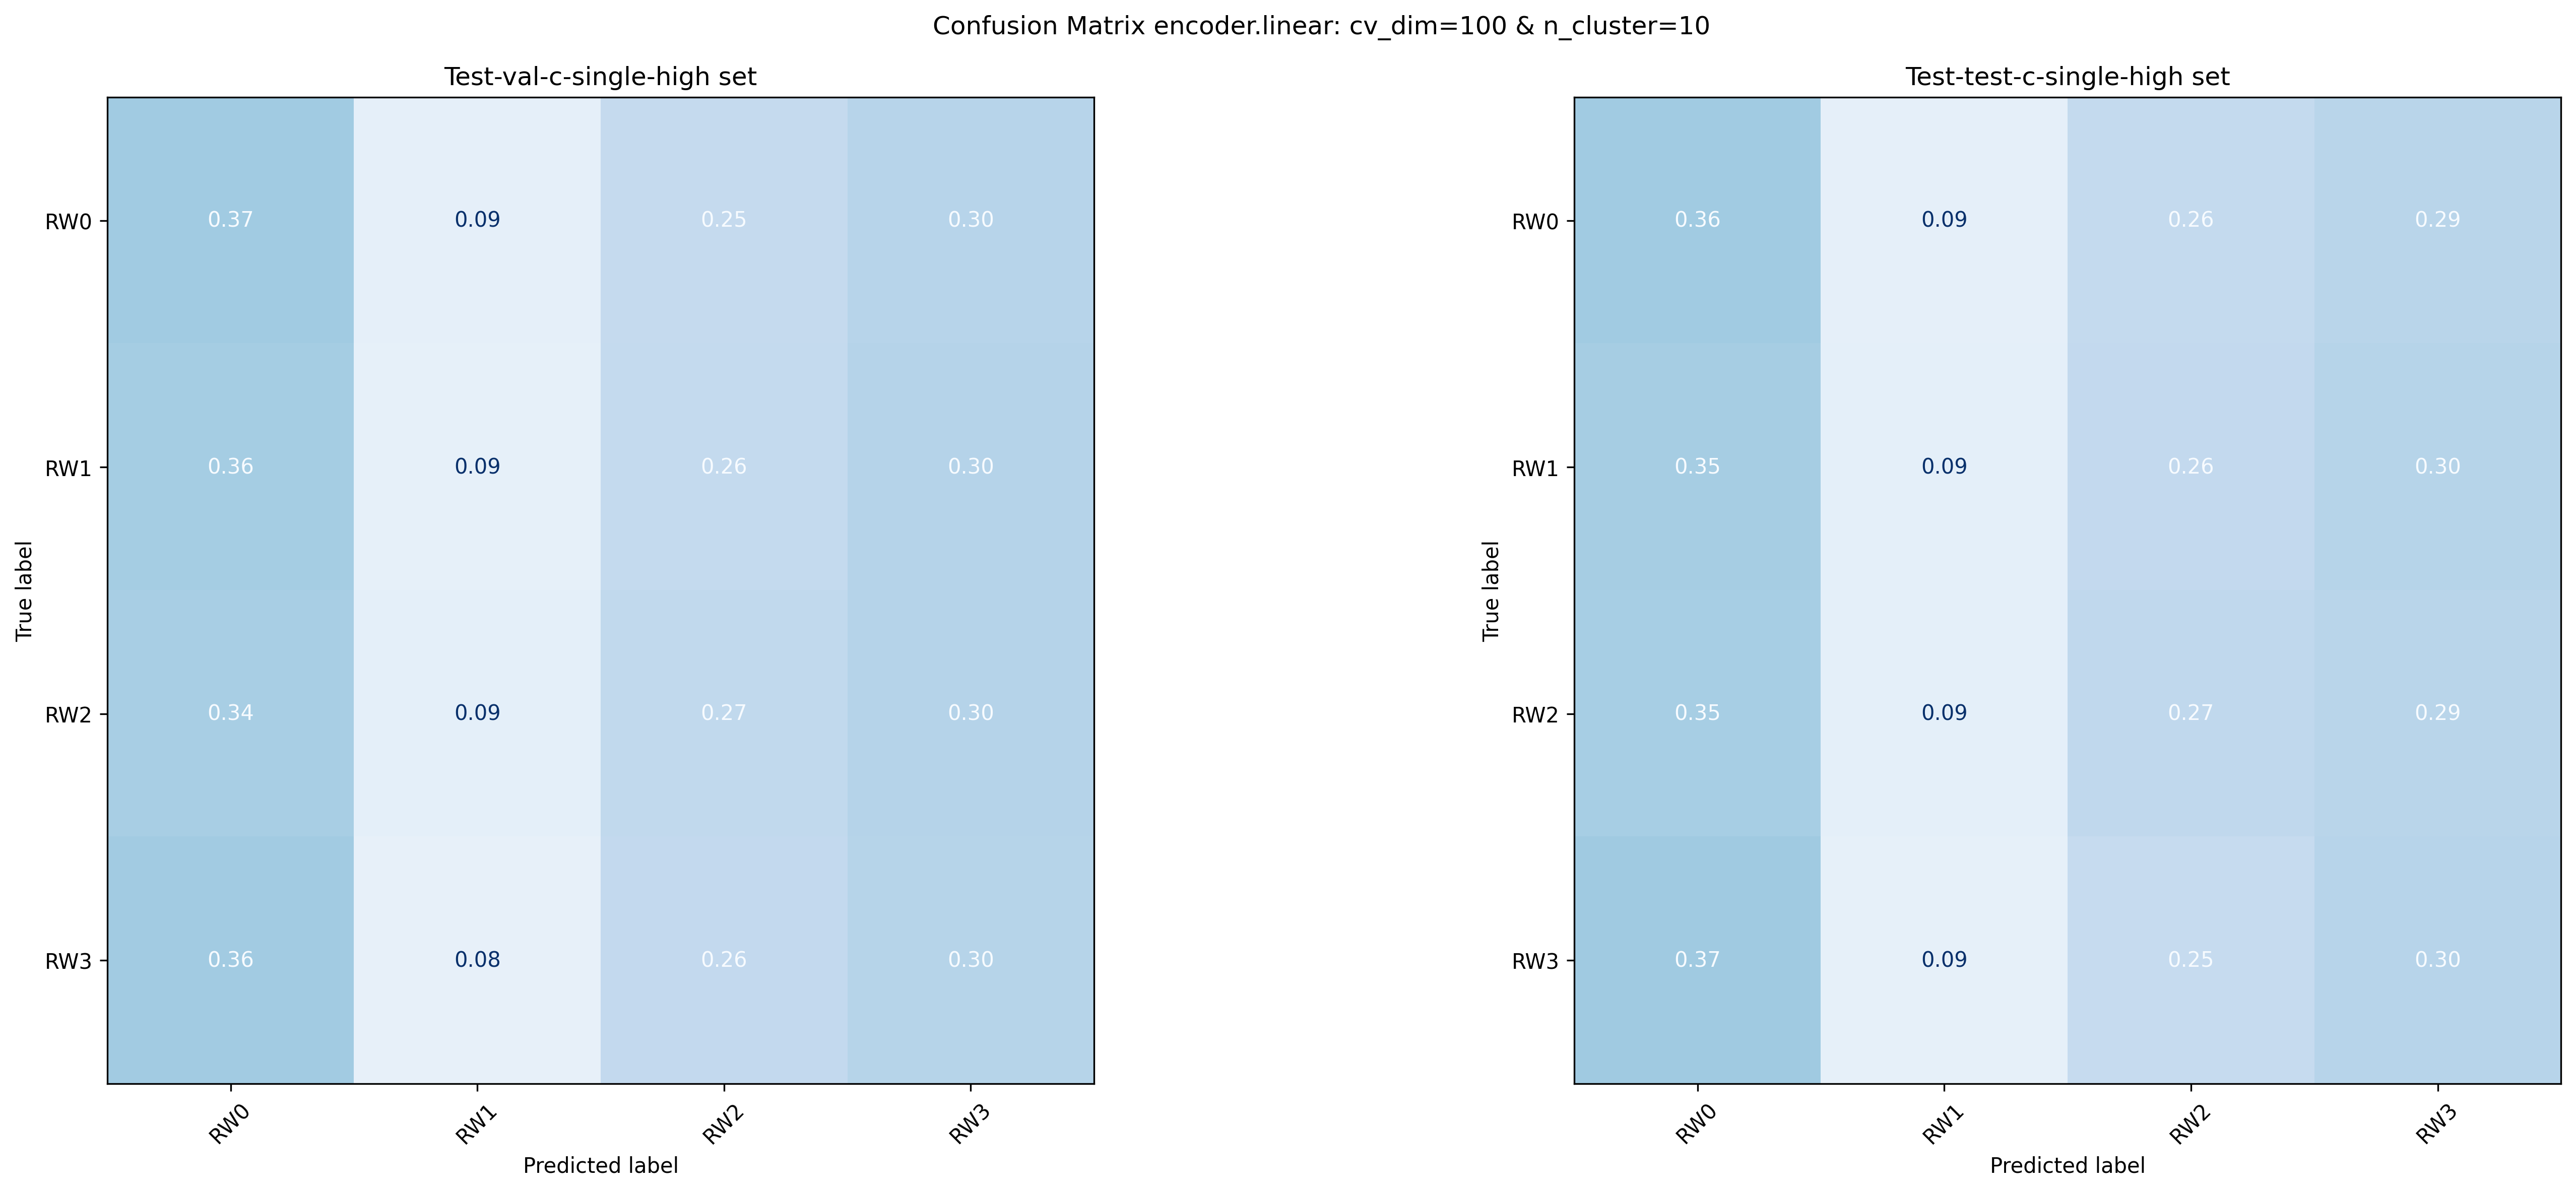 Confusion Matrix encoder.linear: cv_dim=100 & n_cluster=10
Test-val-c-single-high set
True label
RW0 0.37 0.09 0.25 0.30
RW1 0.36 0.09 0.26 0.30
RW2 0.34 0.09 0.27 0.30
RW3 0.36 0.08 0.26 0.30
RW0 RW1 RW2 RW3
Predicted label
Test-test-c-single-high set
True label
RW0 0.36 0.09 0.26 0.29
RW1 0.35 0.09 0.26 0.30
RW2 0.35 0.09 0.27 0.29
RW3 0.37 0.09 0.25 0.30
RW0 RW1 RW2 RW3
Predicted label